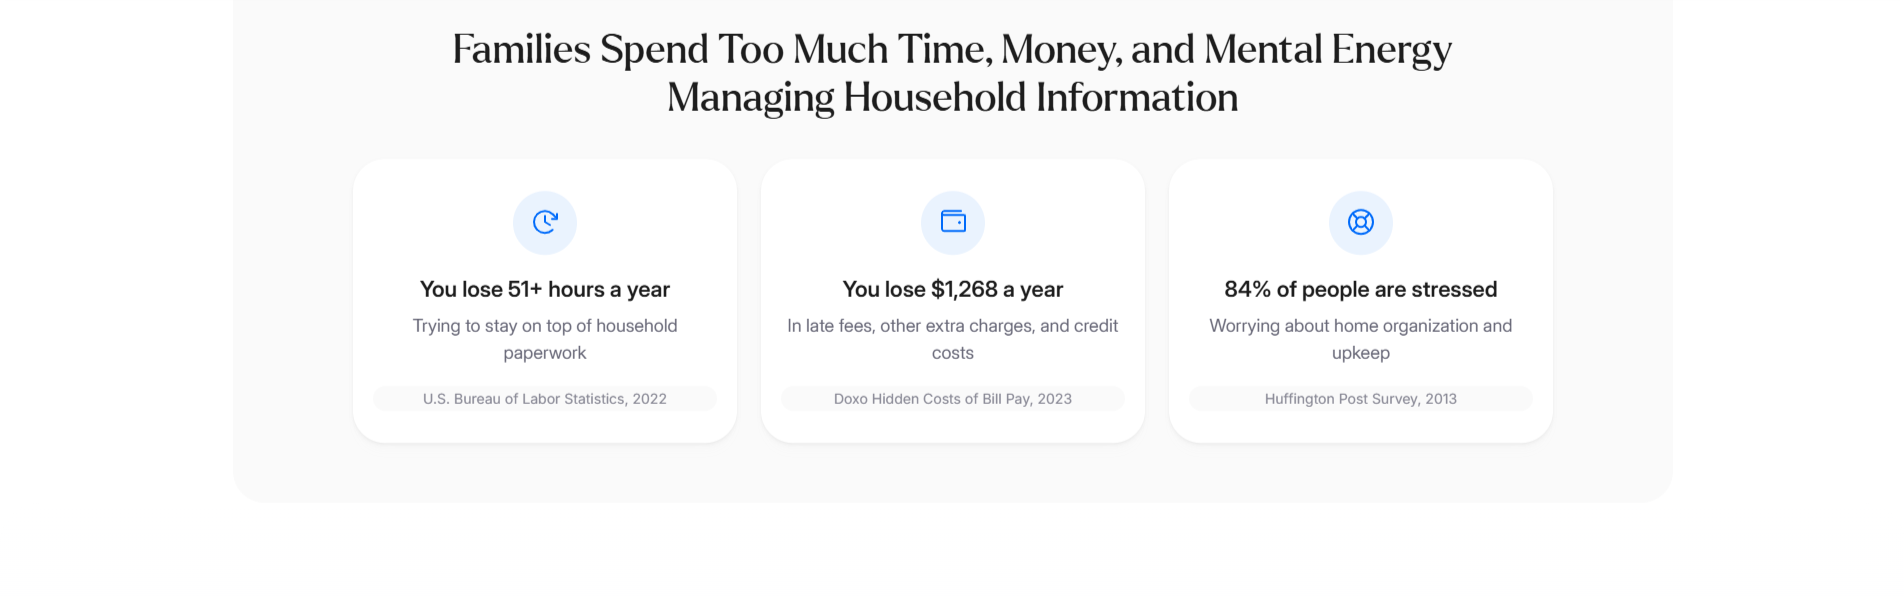 Families Spend Too Much Time, Money, and Mental Energy
Managing Household Information
You lose 51+ hours a year
Trying to stay on top of household
paperwork
U.S. Bureau of Labor Statistics, 2022
You lose $1,268 a year
In late fees, other extra charges, and credit
costs
Doxo Hidden Costs of Bill Pay, 2023
84% of people are stressed
Worrying about home organization and
upkeep
Huffington Post Survey, 2013